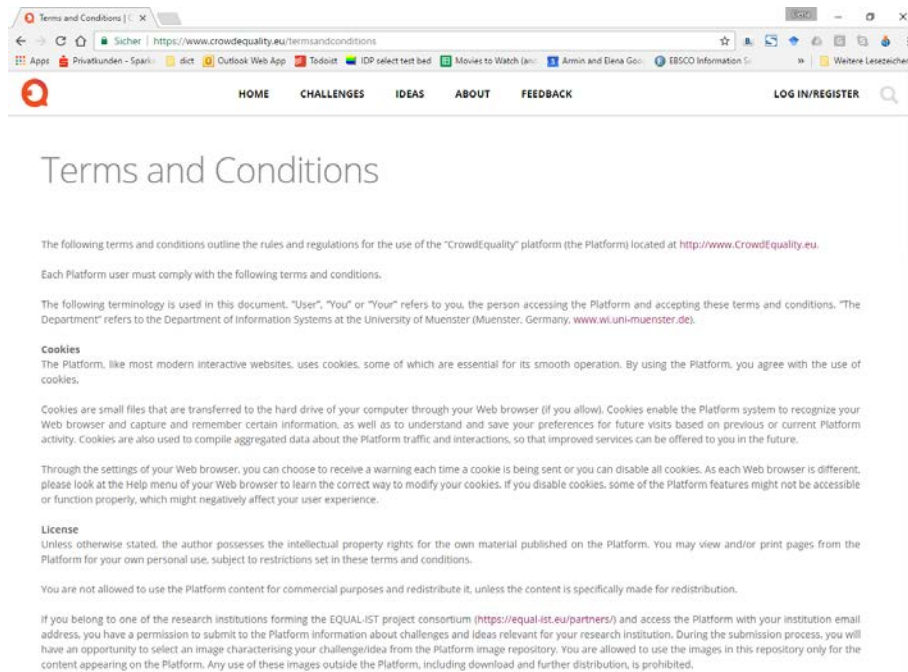 Terms and Conditions | C
Elena
Sicher | https://www.crowdequality.eu/termsandconditions
Apps Privatkunden - Spark dict Outlook Web App Todoist IDP select test bed Movies to Watch (and Armin and Elena Goo EBSCO Information Se » Weitere Lesezeichen
HOME CHALLENGES IDEAS ABOUT FEEDBACK LOG IN/REGISTER
Terms and Conditions
The following terms and conditions outline the rules and regulations for the use of the "CrowdEquality" platform (the Platform) located at http://www.CrowdEquality.eu.
Each Platform user must comply with the following terms and conditions.
The following terminology is used in this document. "User", "You" or "Your" refers to you, the person accessing the Platform and accepting these terms and conditions. "The
Department" refers to the Department of Information Systems at the University of Muenster (Muenster, Germany, www.wi.uni-muenster.de).
Cookies
The Platform, like most modern interactive websites, uses cookies, some of which are essential for its smooth operation. By using the Platform, you agree with the use of
cookies.
Cookies are small files that are transferred to the hard drive of your computer through your Web browser (if you allow). Cookies enable the Platform system to recognize your
Web browser and capture and remember certain information, as well as to understand and save your preferences for future visits based on previous or current Platform
activity. Cookies are also used to compile aggregated data about the Platform traffic and interactions, so that improved services can be offered to you in the future.
Through the settings of your Web browser, you can choose to receive a warning each time a cookie is being sent or you can disable all cookies. As each Web browser is different,
please look at the Help menu of your Web browser to learn the correct way to modify your cookies. If you disable cookies, some of the Platform features might not be accessible
or function properly, which might negatively affect your user experience.
License
Unless otherwise stated, the author possesses the intellectual property rights for the own material published on the Platform. You may view and/or print pages from the
Platform for your own personal use, subject to restrictions set in these terms and conditions.
You are not allowed to use the Platform content for commercial purposes and redistribute it, unless the content is specifically made for redistribution.
If you belong to one of the research institutions forming the EQUAL-IST project consortium (https://equal-ist.eu/partners/) and access the Platform with your institution email
address, you have a permission to submit to the Platform information about challenges and ideas relevant for your research institution. During the submission process, you will
have an opportunity to select an image characterising your challenge/idea from the Platform image repository. You are allowed to use the images in this repository only for the
content appearing on the Platform. Any use of these images outside the Platform, including download and further distribution, is prohibited.